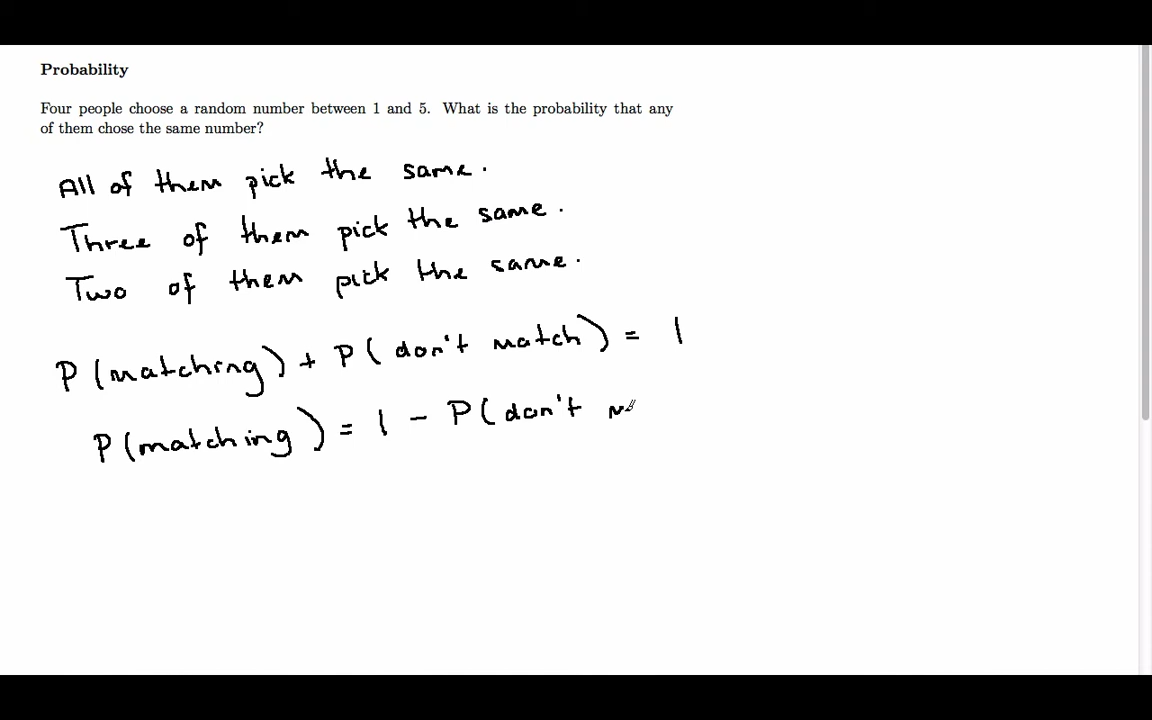 Probability
Four people choose a random number between 1 and 5. What is the probability that any
of them chose the same number?
All of them pick the same.
Three of them pick the same.
Two of them pick the same.
P(matching) + P(don't match) = 1
P(matching) = 1 - P(don't